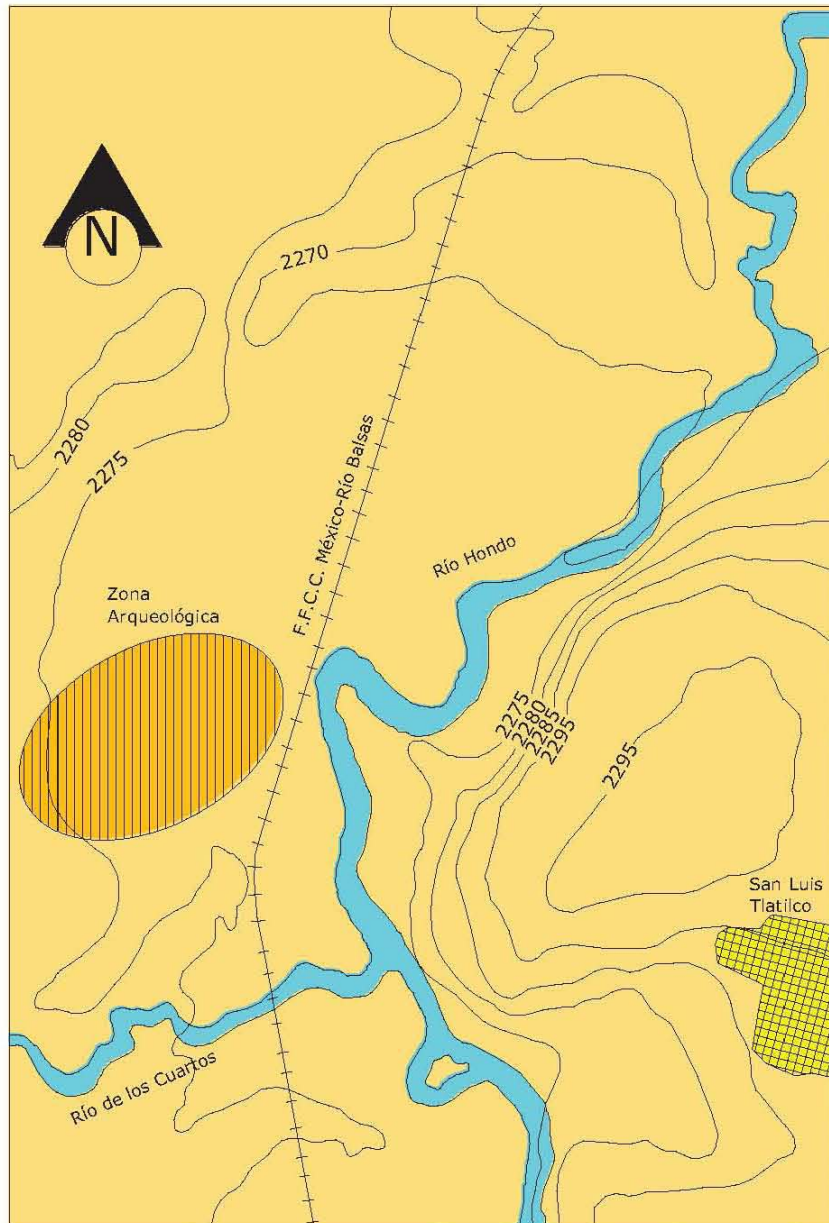 N
2270
2280
2275
F.F.C.C. México-Río Balsas
Río Hondo
Zona
Arqueológica
2275
2280
2285
2295
2295
San Luis
Tlatilco
Río de los Cuartos